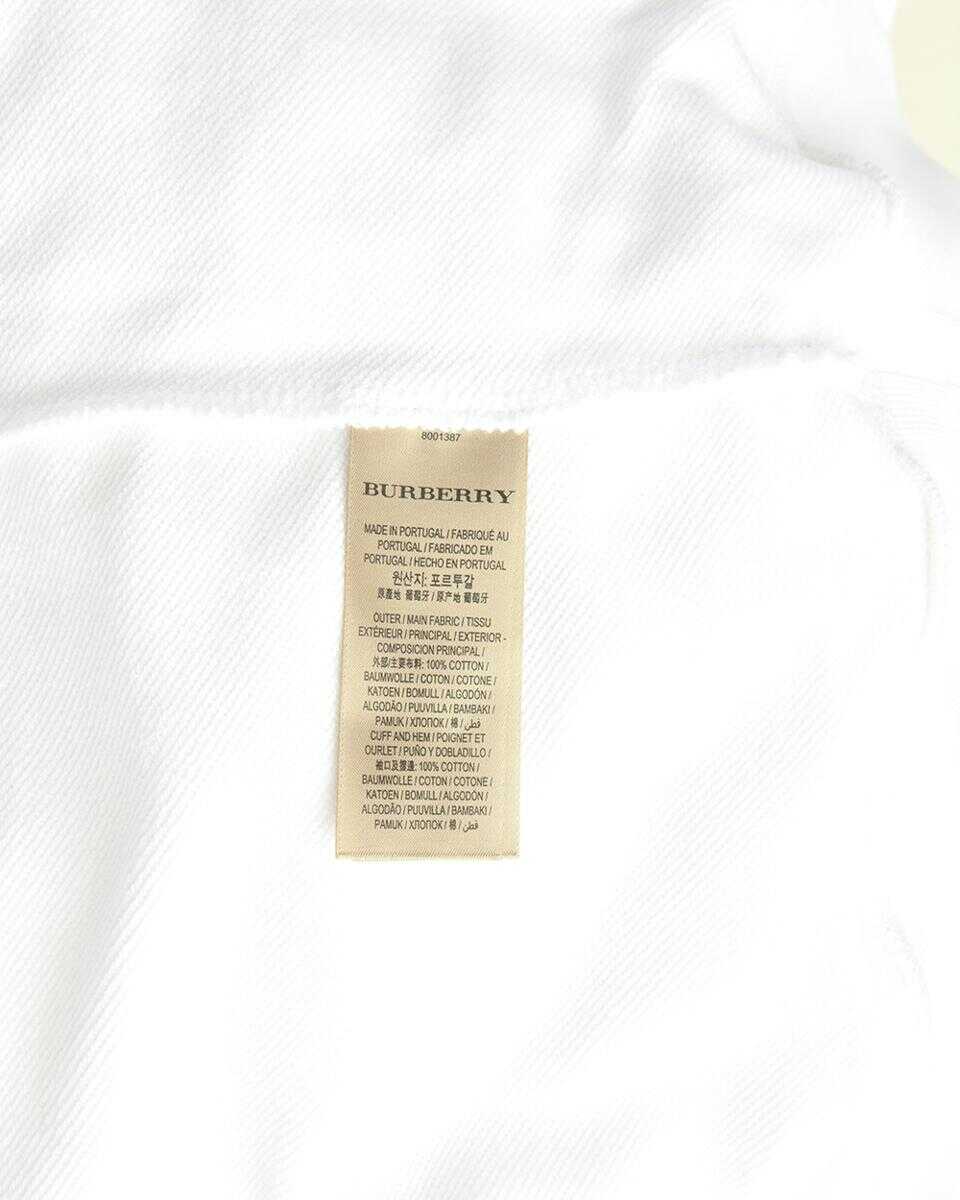 8001387
BURBERRY
MADE IN PORTUGAL / FABRIQUÉ AU
PORTUGAL / FABRICADO EM
PORTUGAL / HECHO EN PORTUGAL
원산지: 포르투갈
原產地 葡萄牙 / 原产地 葡萄牙
OUTER / MAIN FABRIC / TISSU
EXTÉRIEUR / PRINCIPAL / EXTERIOR -
COMPOSICION PRINCIPAL /
外部/主要布料: 100% COTTON /
BAUMWOLLE / COTON / COTONE /
KATOEN / BOMULL / ALGODÓN /
ALGODÃO / PUUVILLA / BAMBAKI /
PAMUK / ХЛОПОК / 棉 / قطن
CUFF AND HEM / POIGNET ET
OURLET / PUÑO Y DOBLADILLO /
袖口及摺邊: 100% COTTON /
BAUMWOLLE / COTON / COTONE /
KATOEN / BOMULL / ALGODÓN /
ALGODÃO / PUUVILLA / BAMBAKI /
PAMUK / ХЛОПОК / 棉 / قطن